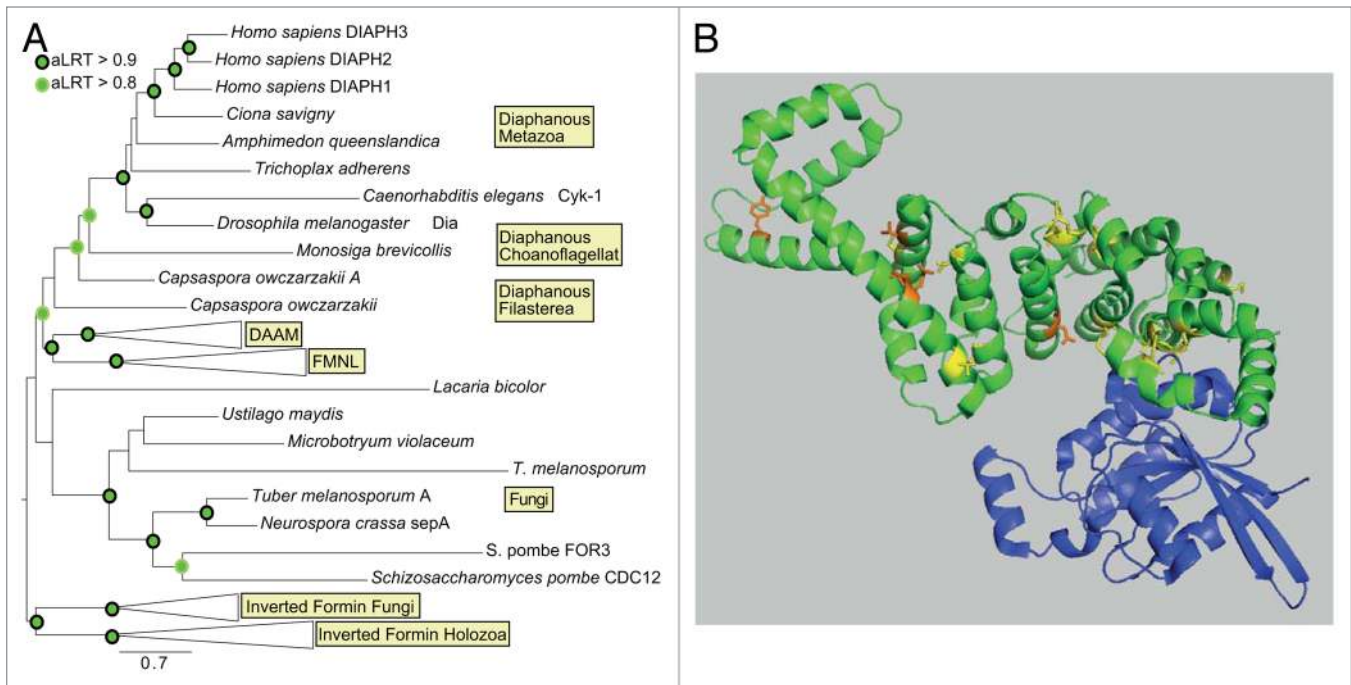 A
B
aLRT > 0.9
aLRT > 0.8
Homo sapiens DIAPH3
Homo sapiens DIAPH2
Homo sapiens DIAPH1
Ciona savigny
Diaphanous
Metazoa
Amphimedon queenslandica
Trichoplax adherens
Caenorhabditis elegans Cyk-1
Drosophila melanogaster Dia
Diaphanous
Choanoflagellat
Monosiga brevicollis
Capsaspora owczarzakii A
Diaphanous
Filasterea
Capsaspora owczarzakii
DAAM
FMNL
Lacaria bicolor
Ustilago maydis
Microbotryum violaceum
T. melanosporum
Tuber melanosporum A
Fungi
Neurospora crassa sepA
S. pombe FOR3
Schizosaccharomyces pombe CDC12
Inverted Formin Fungi
Inverted Formin Holozoa
0.7